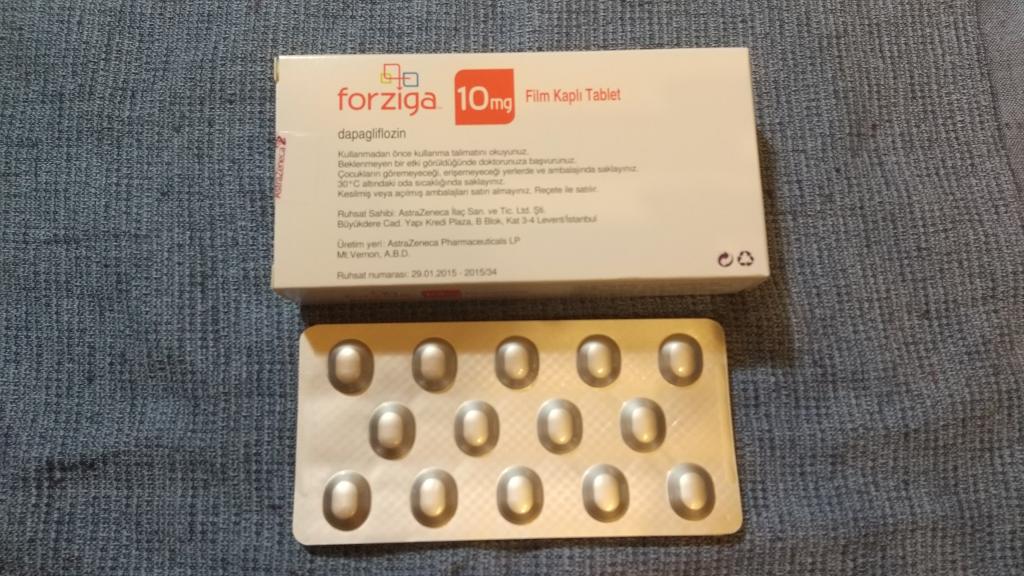 forziga
10mg
Film Kaplı Tablet
dapagliflozin
Kullanmadan önce kullanma talimatını okuyunuz.
Beklenmeyen bir etki görüldüğünde doktorunuza başvurunuz.
Çocukların göremeyeceği, erişemeyeceği yerlerde ve ambalajında saklayınız.
30°C altındaki oda sıcaklığında saklayınız.
Kesilmiş veya açılmış ambalajları satın almayınız. Reçete ile satılır.
Ruhsat Sahibi: AstraZeneca İlaç San. ve Tic. Ltd. Şti.
Büyükdere Cad. Yapı Kredi Plaza, B Blok, Kat 3-4 Levent/İstanbul
Üretim yeri: AstraZeneca Pharmaceuticals LP
Mt.Vernon, A.B.D.
Ruhsat numarası: 29.01.2015 - 2015/34